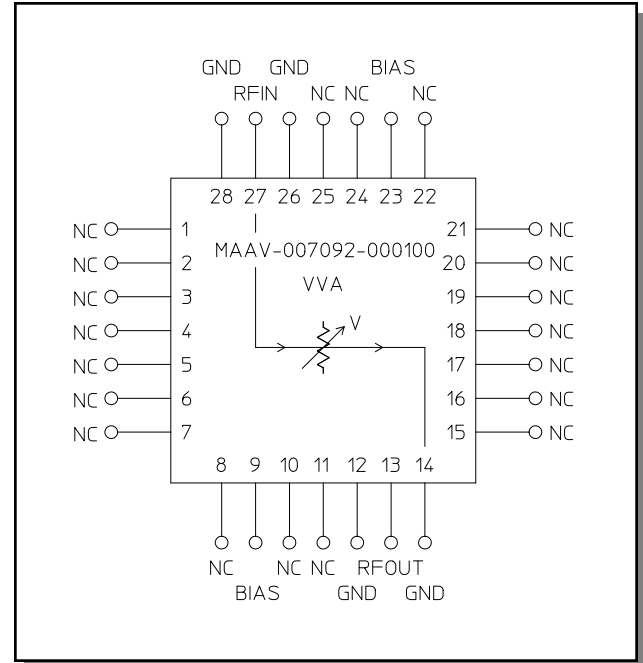 GND GND BIAS
RFIN NC NC NC
28 27 26 25 24 23 22
NC 1 21 NC
MAAV-007092-000100
NC 2 20 NC
VVA
NC 3 19 NC
V
NC 4 18 NC
NC 5 17 NC
NC 6 16 NC
NC 7 15 NC
8 9 10 11 12 13 14
NC NC NC RFOUT
BIAS GND GND